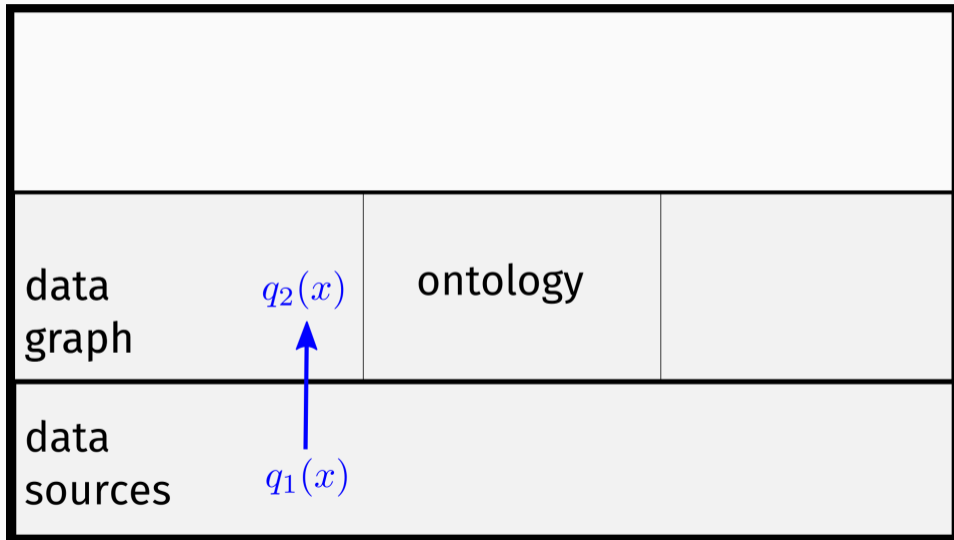 data
graph
q₂(x)
ontology
data
sources
q₁(x)